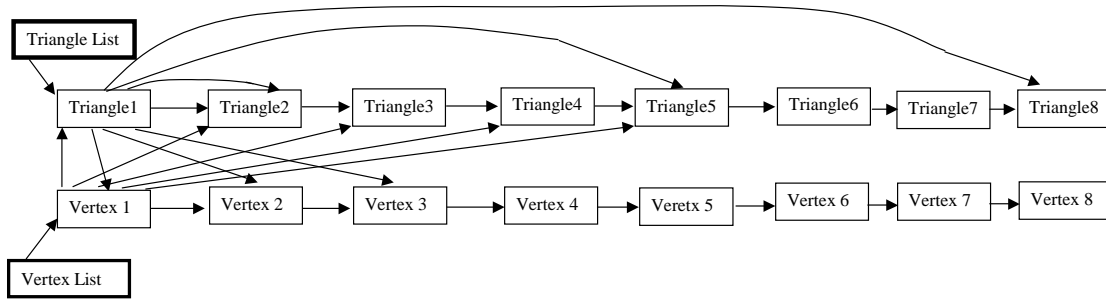 Triangle List
Triangle1 Triangle2 Triangle3 Triangle4 Triangle5 Triangle6 Triangle7 Triangle8
Vertex 1 Vertex 2 Vertex 3 Vertex 4 Veretx 5 Vertex 6 Vertex 7 Vertex 8
Vertex List